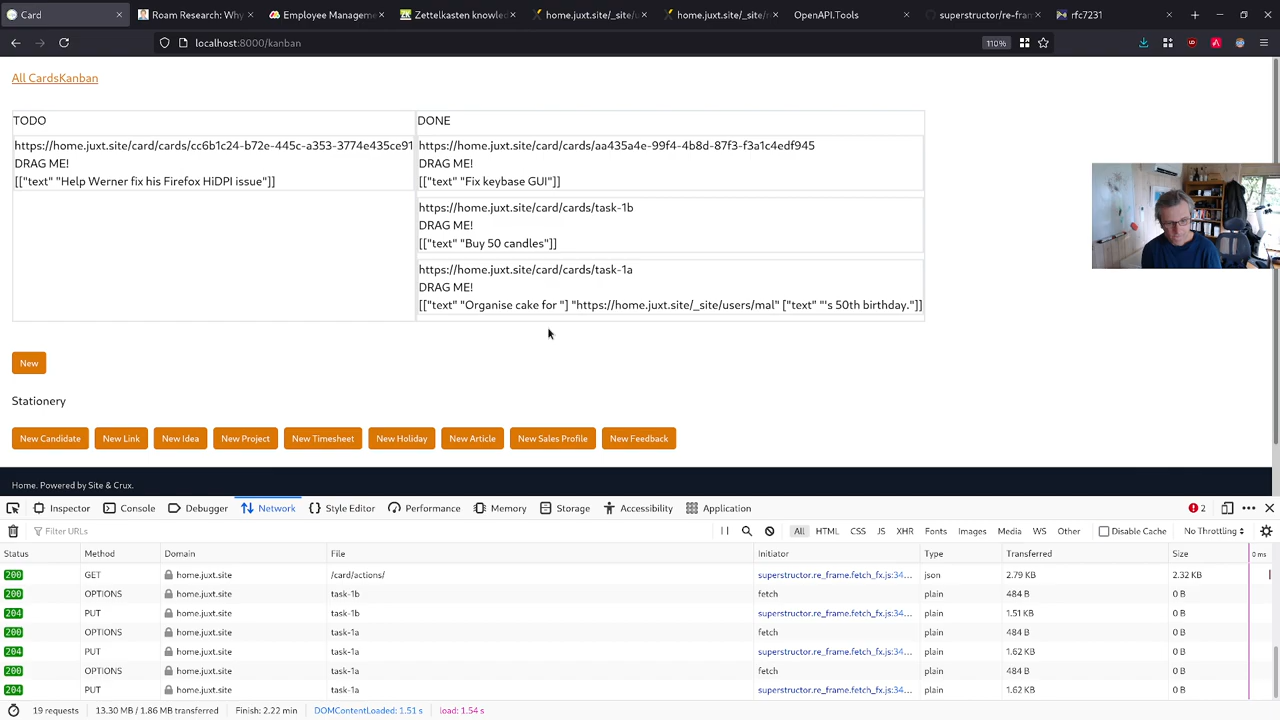 Card
Roam Research: Why
Employee Manageme
Zettelkasten knowled
home.juxt.site/_site/u
home.juxt.site/_site/r
OpenAPI.Tools
superstructor/re-fram
rfc7231
localhost:8000/kanban
110%
All CardsKanban
TODO
DONE
https://home.juxt.site/card/cards/cc6b1c24-b72e-445c-a353-3774e435ce91
DRAG ME!
[["text" "Help Werner fix his Firefox HiDPI issue"]]
https://home.juxt.site/card/cards/aa435a4e-99f4-4b8d-87f3-f3a1c4edf945
DRAG ME!
[["text" "Fix keybase GUI"]]
https://home.juxt.site/card/cards/task-1b
DRAG ME!
[["text" "Buy 50 candles"]]
https://home.juxt.site/card/cards/task-1a
DRAG ME!
[["text" "Organise cake for "] "https://home.juxt.site/_site/users/mal" ["text" "'s 50th birthday."]]
New
Stationery
New Candidate New Link New Idea New Project New Timesheet New Holiday New Article New Sales Profile New Feedback
Home. Powered by Site & Crux.
Inspector Console Debugger Network Style Editor Performance Memory Storage Accessibility Application 2
Filter URLs All HTML CSS JS XHR Fonts Images Media WS Other Disable Cache No Throttling
Status Method Domain File Initiator Type Transferred Size 0 ms
200 GET home.juxt.site /card/actions/ superstructor.re_frame.fetch_fx.js:34... json 2.79 KB 2.32 KB
200 OPTIONS home.juxt.site task-1b fetch plain 484 B 0 B
204 PUT home.juxt.site task-1b superstructor.re_frame.fetch_fx.js:34... plain 1.51 KB 0 B
200 OPTIONS home.juxt.site task-1a fetch plain 484 B 0 B
204 PUT home.juxt.site task-1a superstructor.re_frame.fetch_fx.js:34... plain 1.62 KB 0 B
200 OPTIONS home.juxt.site task-1a fetch plain 484 B 0 B
204 PUT home.juxt.site task-1a superstructor.re_frame.fetch_fx.js:34... plain 1.62 KB 0 B
19 requests 13.30 MB / 1.86 MB transferred Finish: 2.22 min DOMContentLoaded: 1.51 s load: 1.54 s